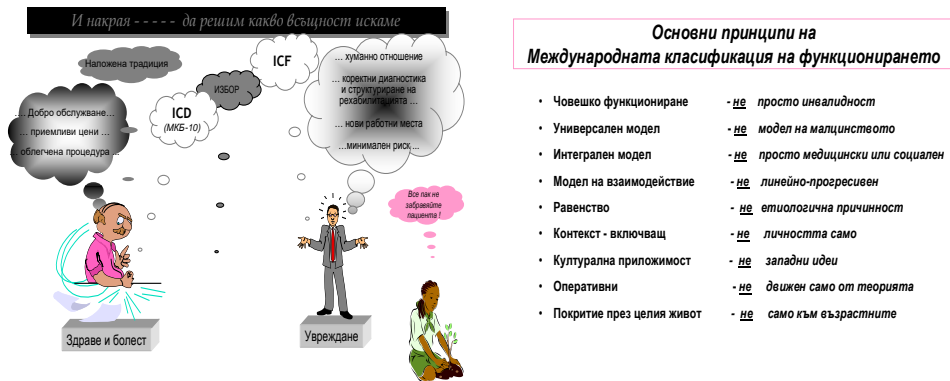 И накрая - - - - - да решим какво всъщност искаме
Наложена традиция
ICF
ИЗБОР
ICD
(МКБ-10)
… Добро обслужване…
… приемливи цени …
… облегчена процедура …
… хуманно отношение
… коректни диагностика
и структуриране на
рехабилитацията …
… нови работни места
…минимален риск ...
Все пак не
забравяйте
пациента !
Здраве и болест
Увреждане
Основни принципи на
Международната класификация на функционирането
• Човешко функциониране - не просто инвалидност
• Универсален модел - не модел на малцинството
• Интегрален модел - не просто медицински или социален
• Модел на взаимодействие - не линейно-прогресивен
• Равенство - не етиологична причинност
• Контекст - включващ - не личността само
• Културална приложимост - не западни идеи
• Оперативни - не движен само от теорията
• Покритие през целия живот - не само към възрастните